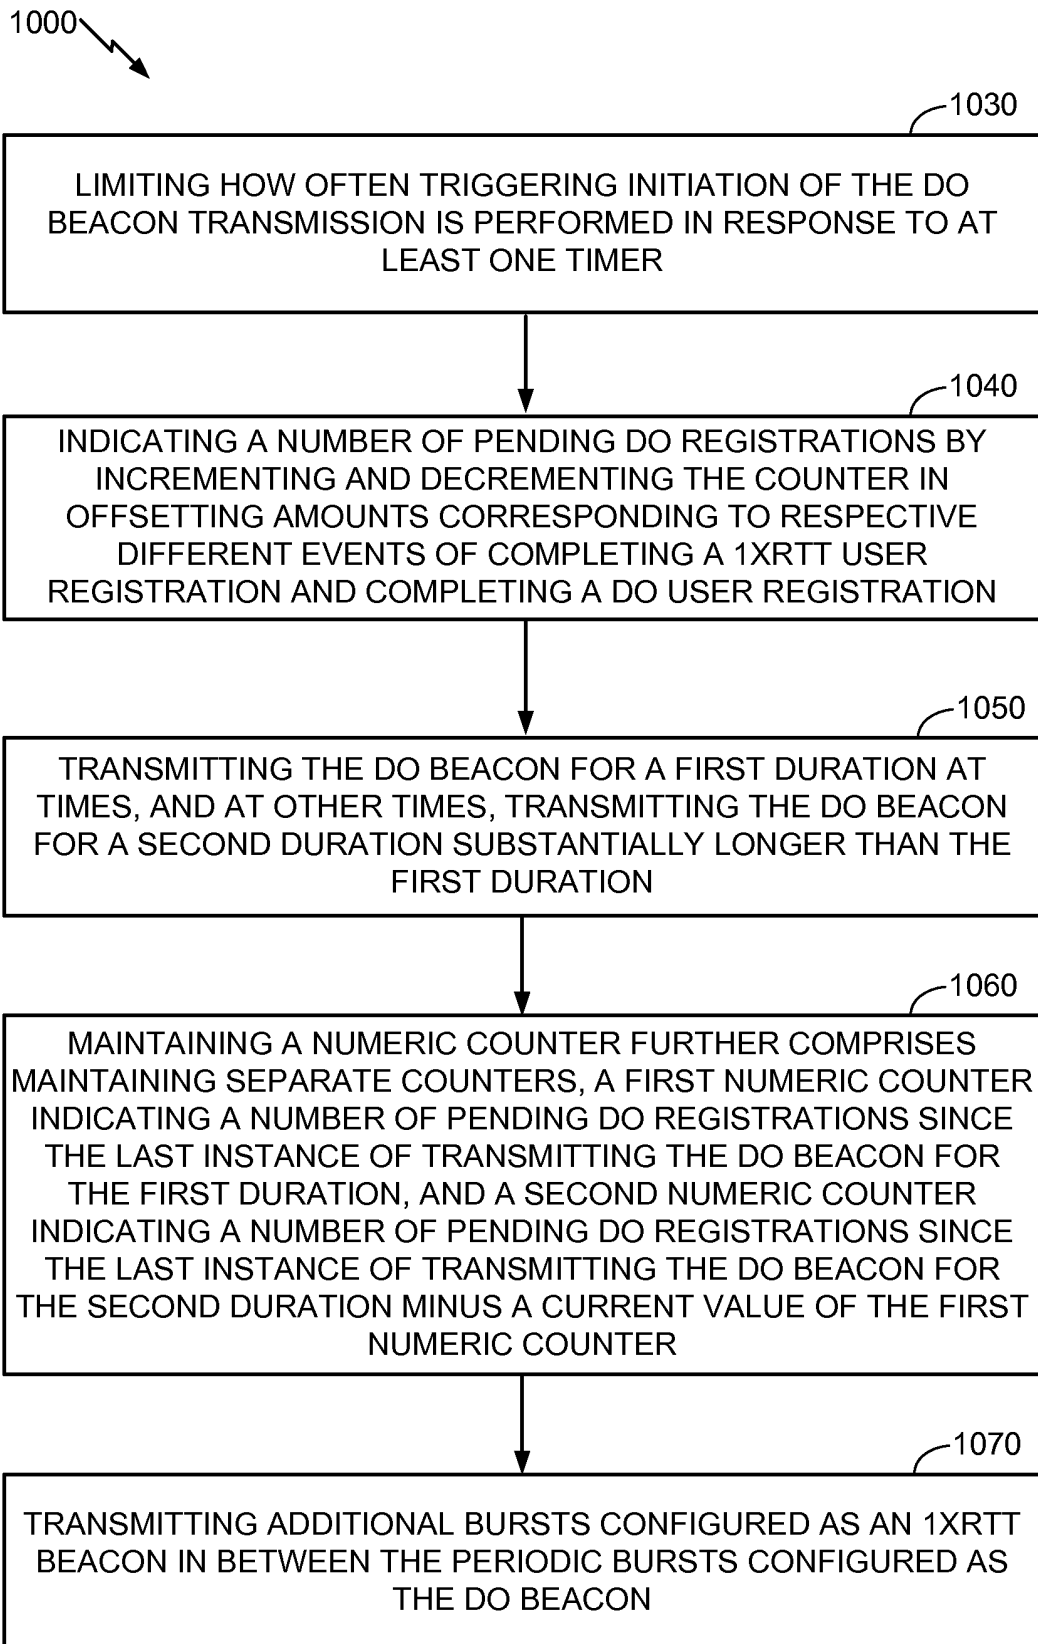 1000
1030
LIMITING HOW OFTEN TRIGGERING INITIATION OF THE DO
BEACON TRANSMISSION IS PERFORMED IN RESPONSE TO AT
LEAST ONE TIMER
1040
INDICATING A NUMBER OF PENDING DO REGISTRATIONS BY
INCREMENTING AND DECREMENTING THE COUNTER IN
OFFSETTING AMOUNTS CORRESPONDING TO RESPECTIVE
DIFFERENT EVENTS OF COMPLETING A 1XRTT USER
REGISTRATION AND COMPLETING A DO USER REGISTRATION
1050
TRANSMITTING THE DO BEACON FOR A FIRST DURATION AT
TIMES, AND AT OTHER TIMES, TRANSMITTING THE DO BEACON
FOR A SECOND DURATION SUBSTANTIALLY LONGER THAN THE
FIRST DURATION
1060
MAINTAINING A NUMERIC COUNTER FURTHER COMPRISES
MAINTAINING SEPARATE COUNTERS, A FIRST NUMERIC COUNTER
INDICATING A NUMBER OF PENDING DO REGISTRATIONS SINCE
THE LAST INSTANCE OF TRANSMITTING THE DO BEACON FOR
THE FIRST DURATION, AND A SECOND NUMERIC COUNTER
INDICATING A NUMBER OF PENDING DO REGISTRATIONS SINCE
THE LAST INSTANCE OF TRANSMITTING THE DO BEACON FOR
THE SECOND DURATION MINUS A CURRENT VALUE OF THE FIRST
NUMERIC COUNTER
1070
TRANSMITTING ADDITIONAL BURSTS CONFIGURED AS AN 1XRTT
BEACON IN BETWEEN THE PERIODIC BURSTS CONFIGURED AS
THE DO BEACON